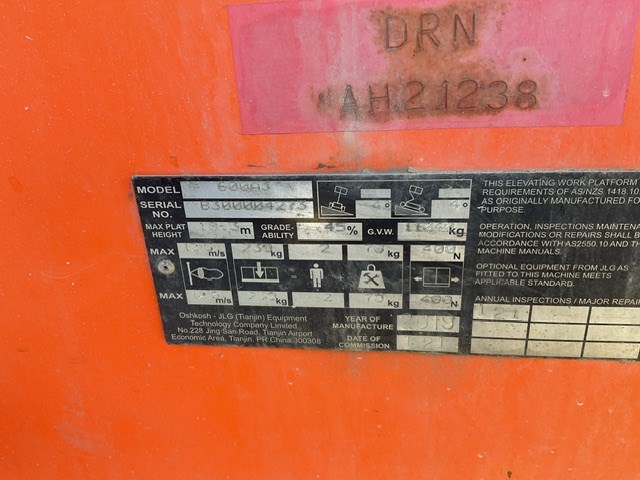 DRN
AH21238
MODEL 600AJ
SERIAL NO. B300004273
MAX PLAT HEIGHT m GRADE-ABILITY 45% G.V.W. kg
4°
MAX m/s kg 2 400 N
MAX m/s kg 2 400 N
Oshkosh - JLG (Tianjin) Equipment
Technology Company Limited
No.228 Jing San Road, Tianjin Airport
Economic Area, Tianjin, PR China 300308
YEAR OF MANUFACTURE
DATE OF COMMISSION
THIS ELEVATING WORK PLATFORM
REQUIREMENTS OF AS/NZS 1418.10
AS ORIGINALLY MANUFACTURED FO
PURPOSE.
OPERATION, INSPECTIONS MAINTENA
MODIFICATIONS OR REPAIRS SHALL B
ACCORDANCE WITH AS2550.10 AND TH
MACHINE MANUALS.
OPTIONAL EQUIPMENT FROM JLG AS
FITTED TO THIS MACHINE MEETS
APPLICABLE STANDARD.
ANNUAL INSPECTIONS / MAJOR REPAI